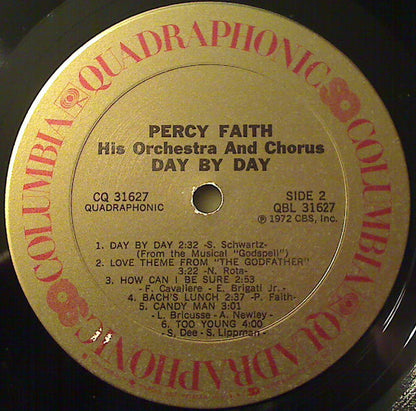 COLUMBIA QUADRAPHONIC COLUMBIA QUADRAPHONIC
PERCY FAITH
His Orchestra And Chorus
DAY BY DAY
CQ 31627
QUADRAPHONIC
SIDE 2
QBL 31627
Ⓟ 1972 CBS, Inc.
1. DAY BY DAY 2:32 -S. Schwartz-
(From the Musical "Godspell")
2. LOVE THEME FROM "THE GODFATHER"
3:22 -N. Rota-
3. HOW CAN I BE SURE 2:53
- F. Cavaliere - E. Brigati Jr.-
4. BACH'S LUNCH 2:37 -P. Faith-
5. CANDY MAN 3:01
- L. Bricusse - A. Newley -
6. TOO YOUNG 4:00
- S. Dee - S. Lippman -